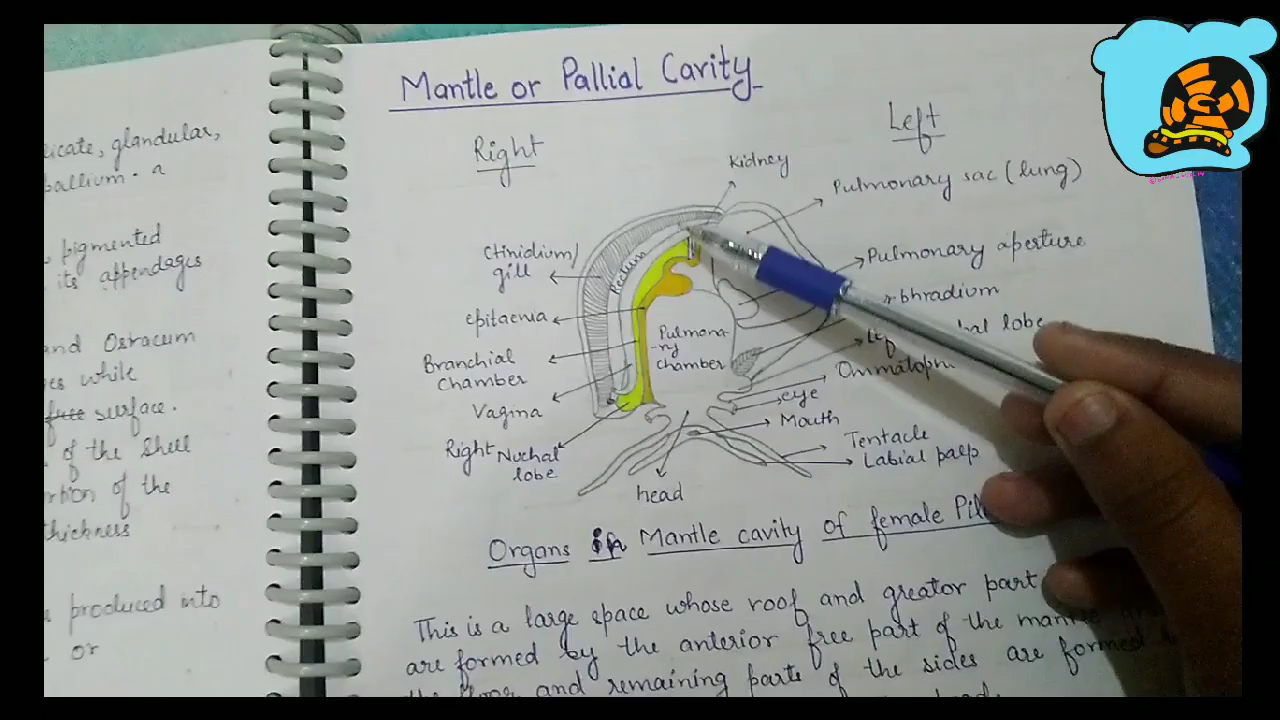 Mantle or Pallial Cavity
Right
Left
Kidney
Pulmonary sac (lung)
Ctinidium/
gill
Rectum
Pulmonary aperture
epitaenia
Pulmona-
ry
chamber
lobe
Branchial
Chamber
eye
Vagina
Mouth
Right Nuchal
lobe
Tentacle
Labial palp
head
Organs in Mantle cavity of female
This is a large space whose roof and greator part
are formed by the anterior free part of the mantle
and remaining parts of the sides are formed
licate, glandular,
pallium. a
pigmented
its appendages
and Ostracum
while
surface.
of the shell
of the
thickness
produced into
or